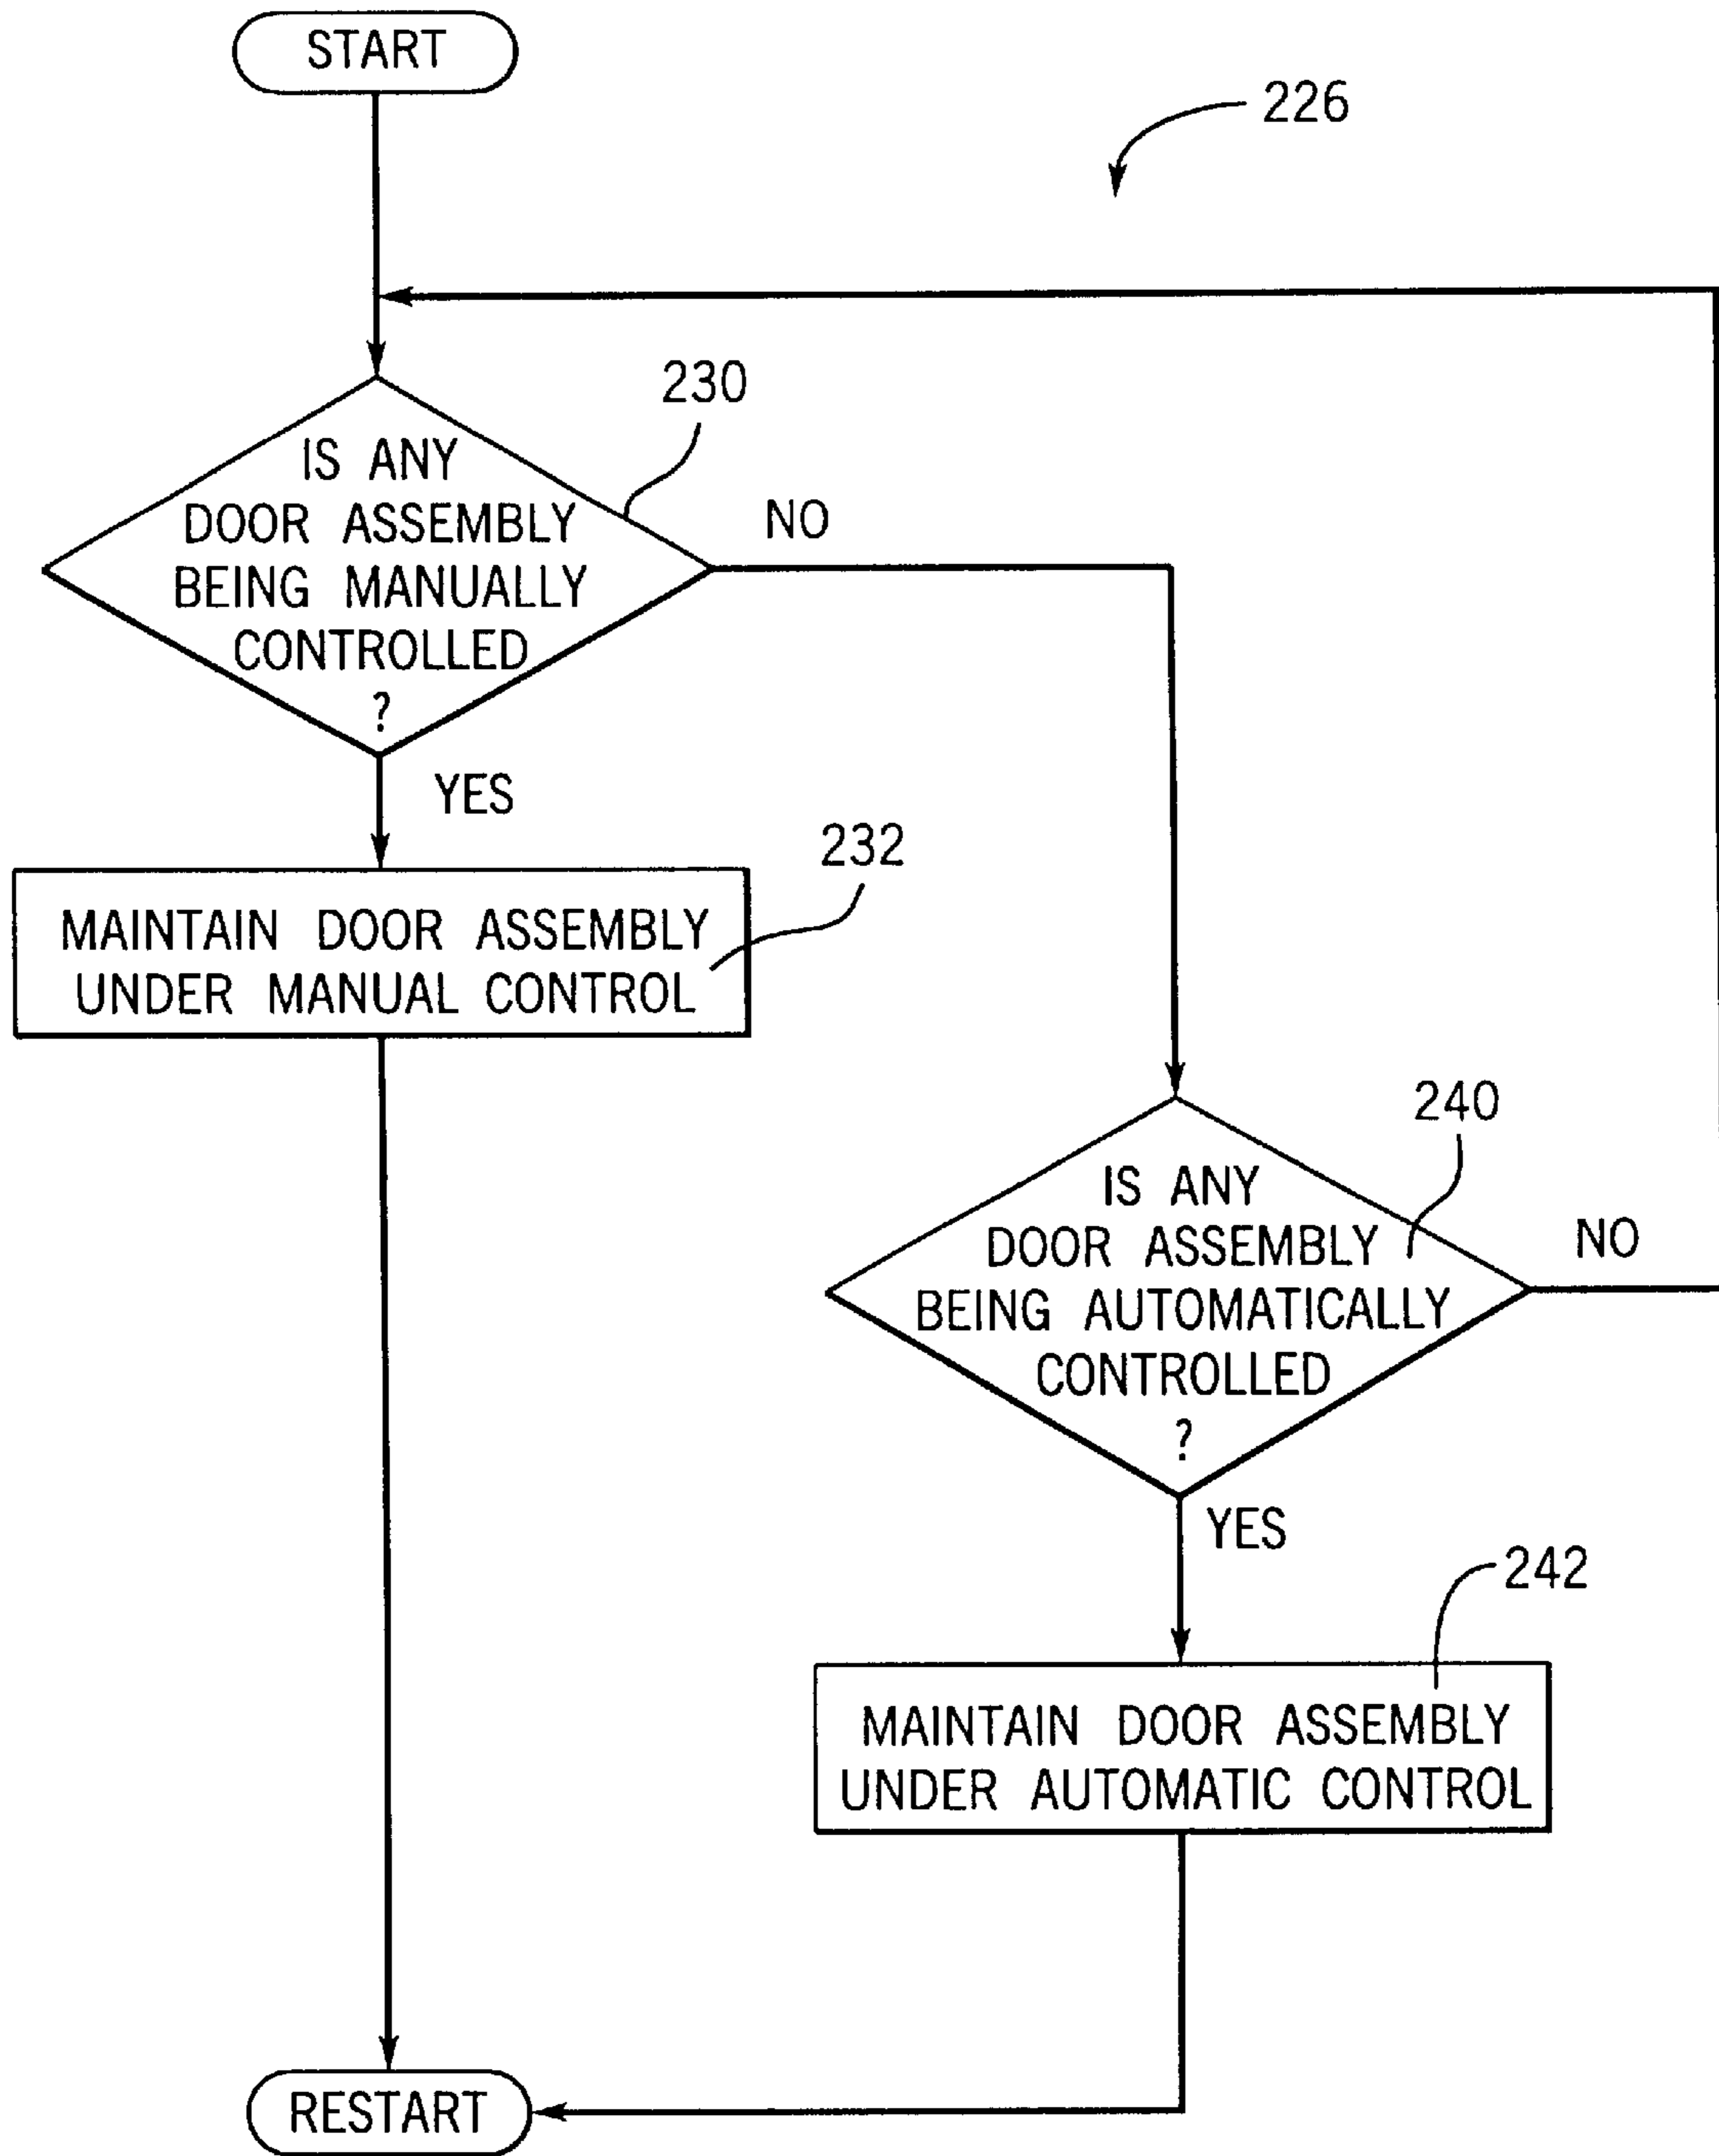 START
226
230
IS ANY
DOOR ASSEMBLY
BEING MANUALLY
CONTROLLED
?
NO
YES
232
MAINTAIN DOOR ASSEMBLY
UNDER MANUAL CONTROL
240
IS ANY
DOOR ASSEMBLY
BEING AUTOMATICALLY
CONTROLLED
?
NO
YES
242
MAINTAIN DOOR ASSEMBLY
UNDER AUTOMATIC CONTROL
RESTART